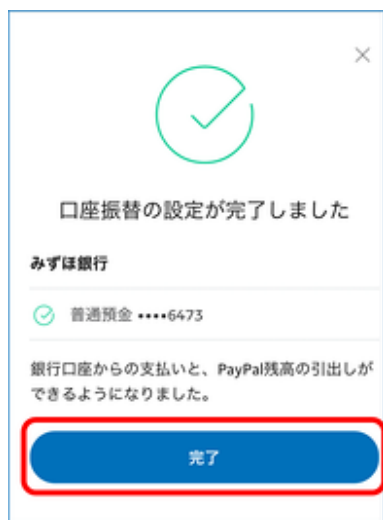 口座振替の設定が完了しました
みずほ銀行
普通預金 ••••6473
銀行口座からの支払いと、PayPal残高の引出しが
できるようになりました。
完了